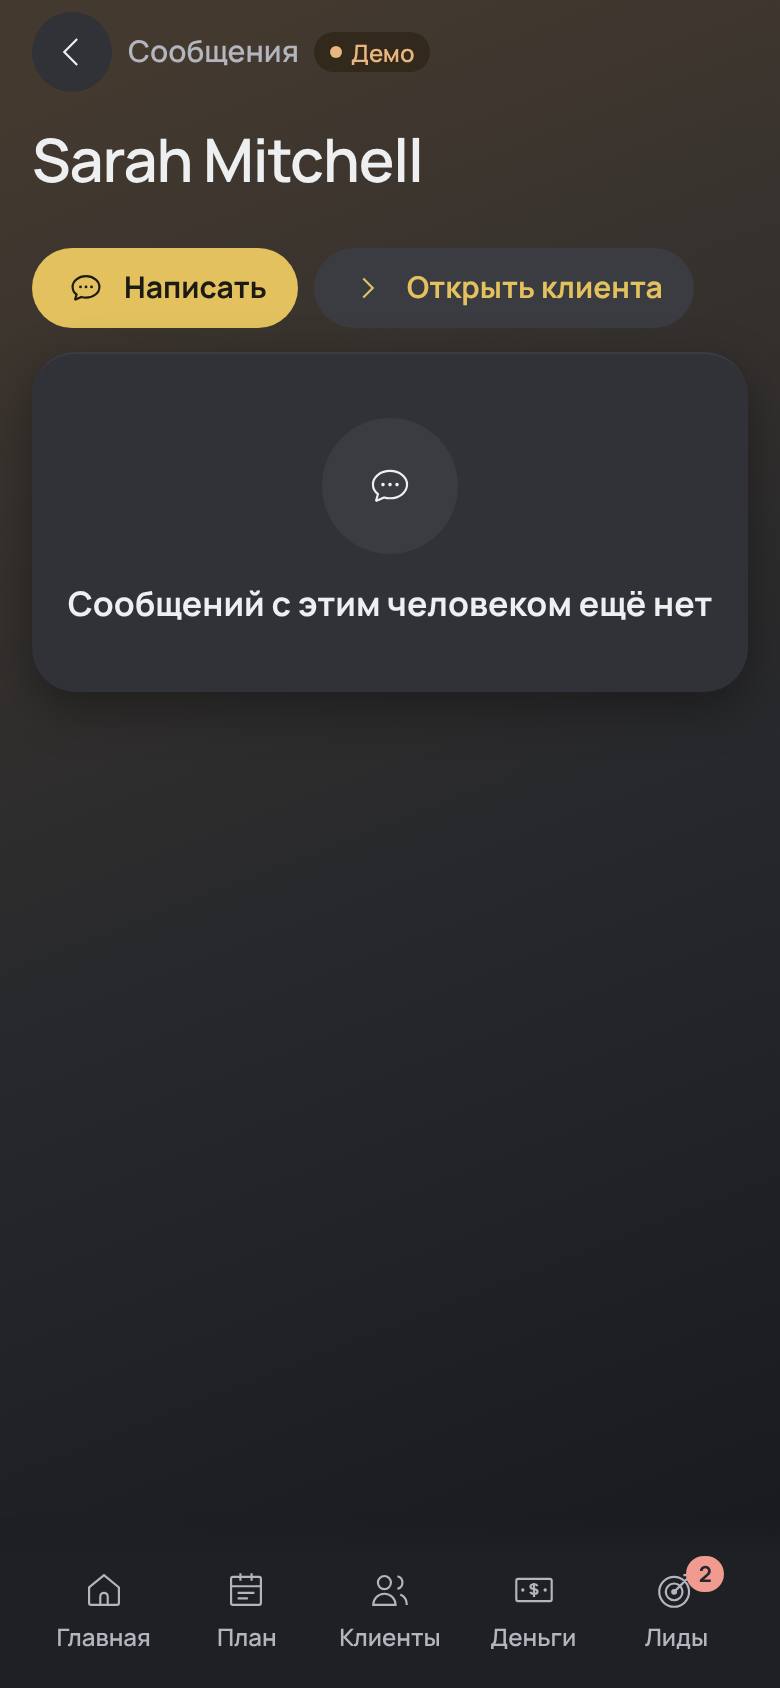 Сообщения
Демо
Sarah Mitchell
Написать
Открыть клиента
Сообщений с этим человеком ещё нет
2
Главная
План
Клиенты
Деньги
Лиды